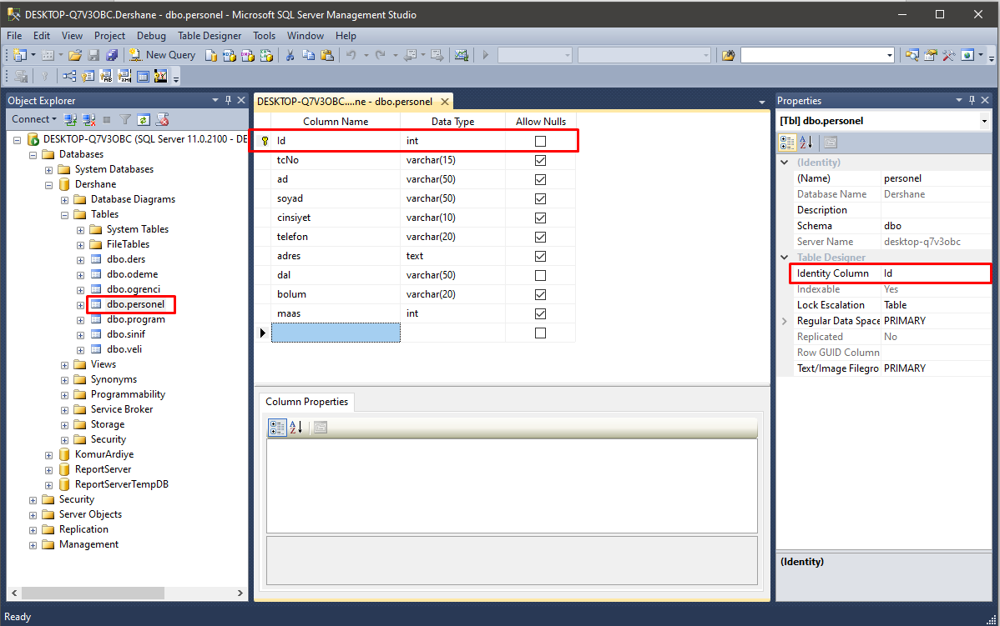 DESKTOP-Q7V3OBC.Dershane - dbo.personel - Microsoft SQL Server Management Studio
File Edit View Project Debug Table Designer Tools Window Help
New Query
Object Explorer
Connect
DESKTOP-Q7V3OBC (SQL Server 11.0.2100 - DE
Databases
System Databases
Dershane
Database Diagrams
Tables
System Tables
FileTables
dbo.ders
dbo.odeme
dbo.ogrenci
dbo.personel
dbo.program
dbo.sinif
dbo.veli
Views
Synonyms
Programmability
Service Broker
Storage
Security
KomurArdiye
ReportServer
ReportServerTempDB
Security
Server Objects
Replication
Management
DESKTOP-Q7V3OBC....ne - dbo.personel
Column Name Data Type Allow Nulls
Id int
tcNo varchar(15)
ad varchar(50)
soyad varchar(50)
cinsiyet varchar(10)
telefon varchar(20)
adres text
dal varchar(50)
bolum varchar(20)
maas int
Column Properties
Properties
[Tbl] dbo.personel
(Identity)
(Name) personel
Database Name Dershane
Description
Schema dbo
Server Name desktop-q7v3obc
Table Designer
Identity Column Id
Indexable Yes
Lock Escalation Table
Regular Data Space PRIMARY
Replicated No
Row GUID Column
Text/Image Filegro PRIMARY
(Identity)
Ready